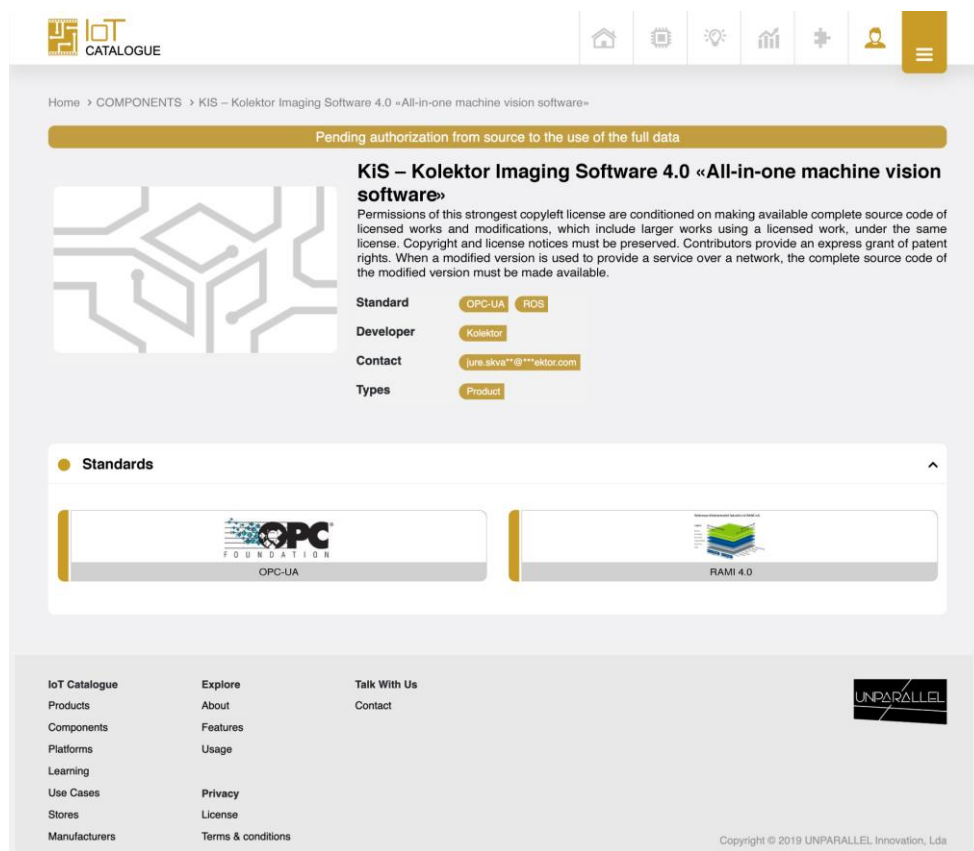 IoT
CATALOGUE
Home > COMPONENTS > KIS – Kolektor Imaging Software 4.0 «All-in-one machine vision software»
Pending authorization from source to the use of the full data
KiS – Kolektor Imaging Software 4.0 «All-in-one machine vision
software»
Permissions of this strongest copyleft license are conditioned on making available complete source code of
licensed works and modifications, which include larger works using a licensed work, under the same
license. Copyright and license notices must be preserved. Contributors provide an express grant of patent
rights. When a modified version is used to provide a service over a network, the complete source code of
the modified version must be made available.
Standard OPC-UA ROS
Developer Kolektor
Contact jure.skva**@***ektor.com
Types Product
Standards
OPC
FOUNDATION
OPC-UA
RAMI 4.0
IoT Catalogue
Products
Components
Platforms
Learning
Use Cases
Stores
Manufacturers
Explore
About
Features
Usage
Privacy
License
Terms & conditions
Talk With Us
Contact
UNPARALLEL
Copyright © 2019 UNPARALLEL Innovation, Lda